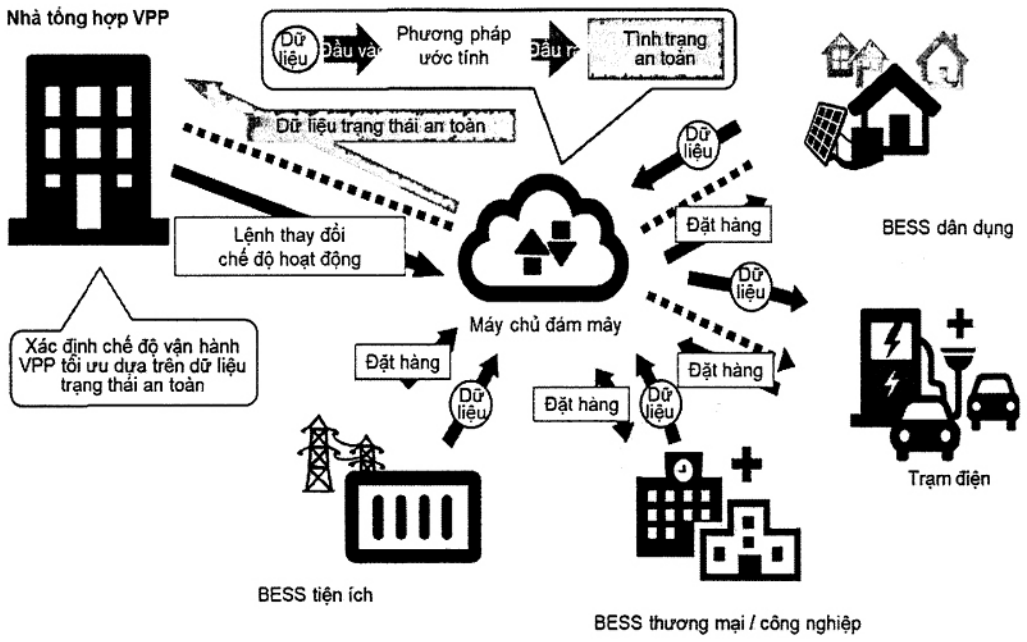 Nhà tổng hợp VPP
Dữ
liệu
Đầu vào
Phương pháp
ước tính
Đầu r
Tình trạng
an toàn
Dữ liệu trạng thái an toàn
Lệnh thay đổi
chế độ hoạt động
Xác định chế độ vận hành
VPP tối ưu dựa trên dữ liệu
trạng thái an toàn
Máy chủ đám mây
Dữ
liệu
Đặt hàng
BESS dân dụng
Dữ
liệu
Đặt hàng
Trạm điện
Đặt hàng
Dữ
liệu
BESS tiện ích
Đặt hàng
Dữ
liệu
BESS thương mại / công nghiệp